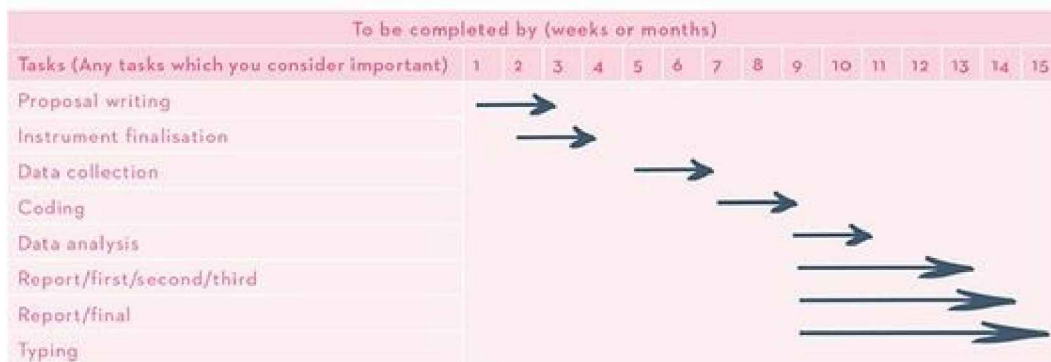 To be completed by (weeks or months)
Tasks (Any tasks which you consider important) 1 2 3 4 5 6 7 8 9 10 11 12 13 14 15
Proposal writing
Instrument finalisation
Data collection
Coding
Data analysis
Report/first/second/third
Report/final
Typing